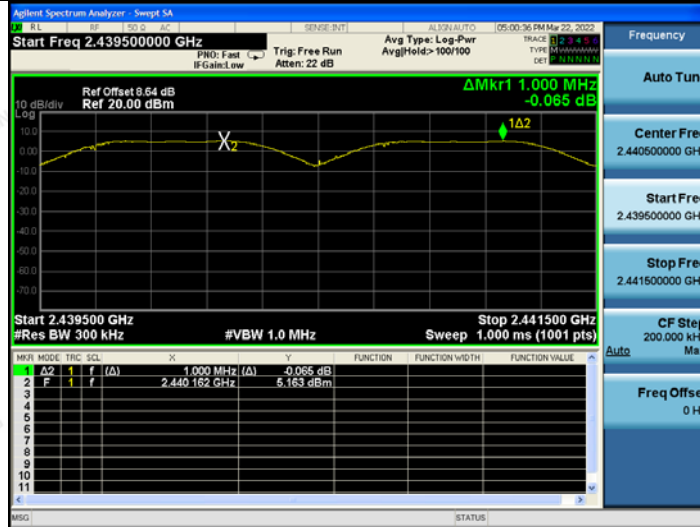 Agilent Spectrum Analyzer - Swept SA
RL RF 50 Ω AC SENSE:INT ALIGNAUTO 05:00:36 PM Mar 22, 2022
Start Freq 2.439500000 GHz
PNO: Fast
IFGain:Low
Trig: Free Run
Atten: 22 dB
Avg Type: Log-Pwr
Avg|Hold:> 100/100
TRACE 1 2 3 4 5 6
TYPE M
DET P N N N N N
ΔMkr1 1.000 MHz
-0.065 dB
Ref Offset 8.64 dB
10 dB/div Ref 20.00 dBm
Log
10.0
0.00
-10.0
-20.0
-30.0
-40.0
-50.0
-60.0
-70.0
X2
1Δ2
Start 2.439500 GHz Stop 2.441500 GHz
#Res BW 300 kHz #VBW 1.0 MHz Sweep 1.000 ms (1001 pts)
MKR MODE TRC SCL X Y FUNCTION FUNCTION WIDTH FUNCTION VALUE
1 Δ2 1 f (Δ) 1.000 MHz (Δ) -0.065 dB
2 F 1 f 2.440 162 GHz 5.163 dBm
3
4
5
6
7
8
9
10
11
MSG STATUS
Frequency
Auto Tun
Center Fre
2.440500000 GH
Start Fre
2.439500000 GH
Stop Fre
2.441500000 GH
CF Step
200.000 kH
Auto Ma
Freq Offse
0 H